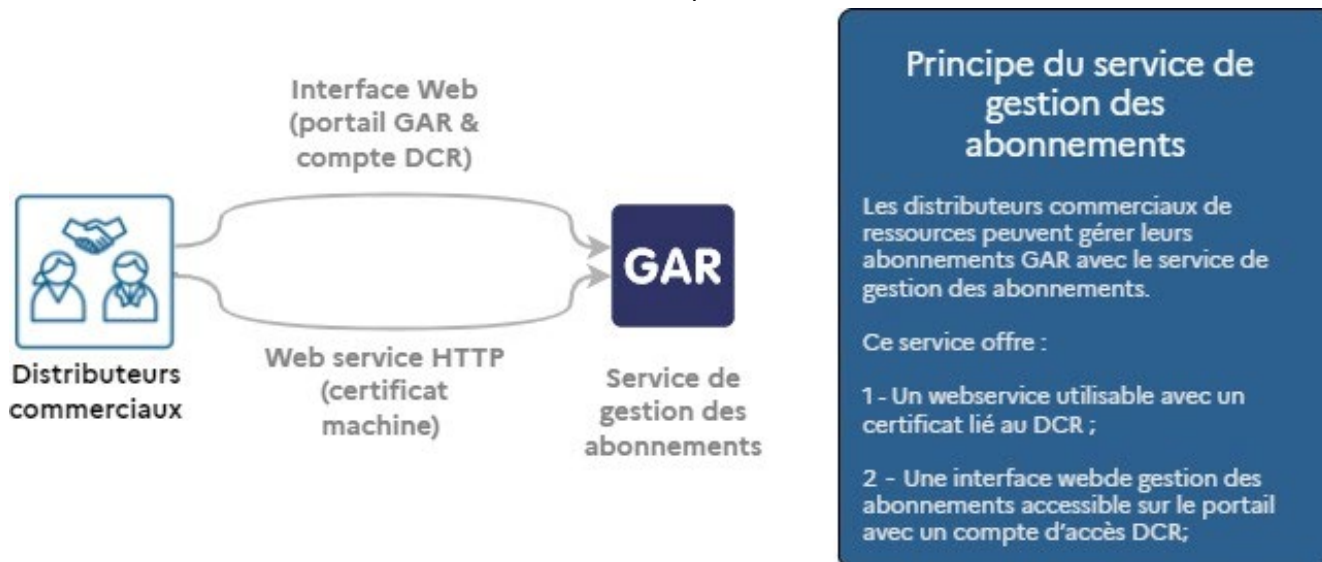 Interface Web
(portail GAR &
compte DCR)
Distributeurs
commerciaux
GAR
Web service HTTP
(certificat
machine)
Service de
gestion des
abonnements
Principe du service de
gestion des
abonnements
Les distributeurs commerciaux de
ressources peuvent gérer leurs
abonnements GAR avec le service de
gestion des abonnements.
Ce service offre :
1 - Un webservice utilisable avec un
certificat lié au DCR ;
2 - Une interface webde gestion des
abonnements accessible sur le portail
avec un compte d'accès DCR;